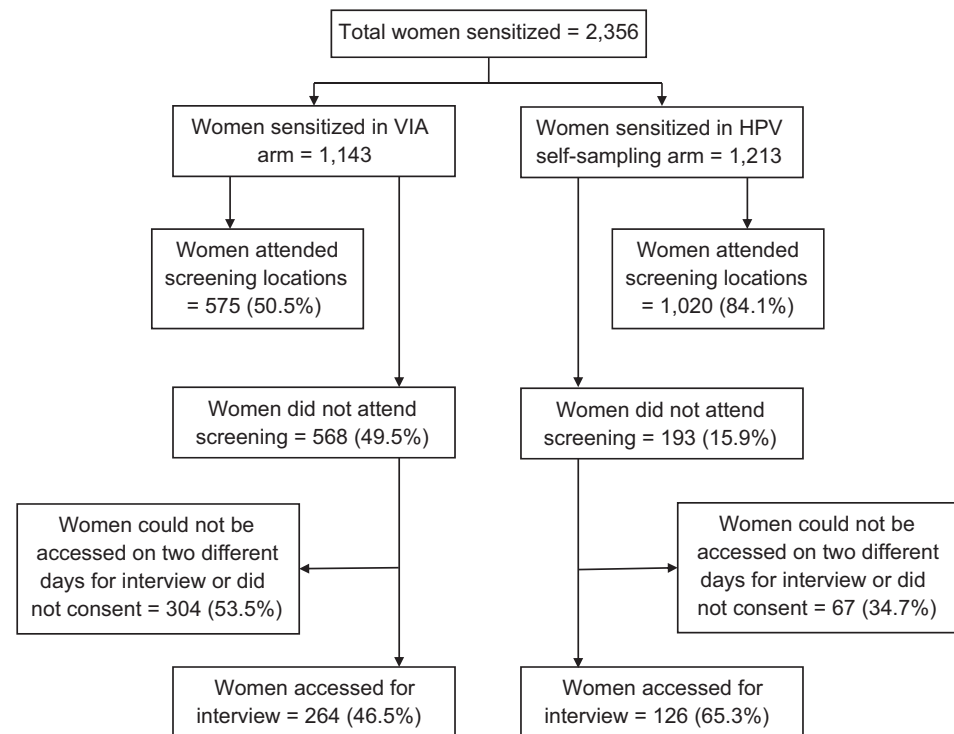 Total women sensitized = 2,356
Women sensitized in VIA
arm = 1,143
Women sensitized in HPV
self-sampling arm = 1,213
Women attended
screening locations
= 575 (50.5%)
Women attended
screening locations
= 1,020 (84.1%)
Women did not attend
screening = 568 (49.5%)
Women did not attend
screening = 193 (15.9%)
Women could not be
accessed on two different
days for interview or did
not consent = 304 (53.5%)
Women could not be
accessed on two different
days for interview or did
not consent = 67 (34.7%)
Women accessed for
interview = 264 (46.5%)
Women accessed for
interview = 126 (65.3%)